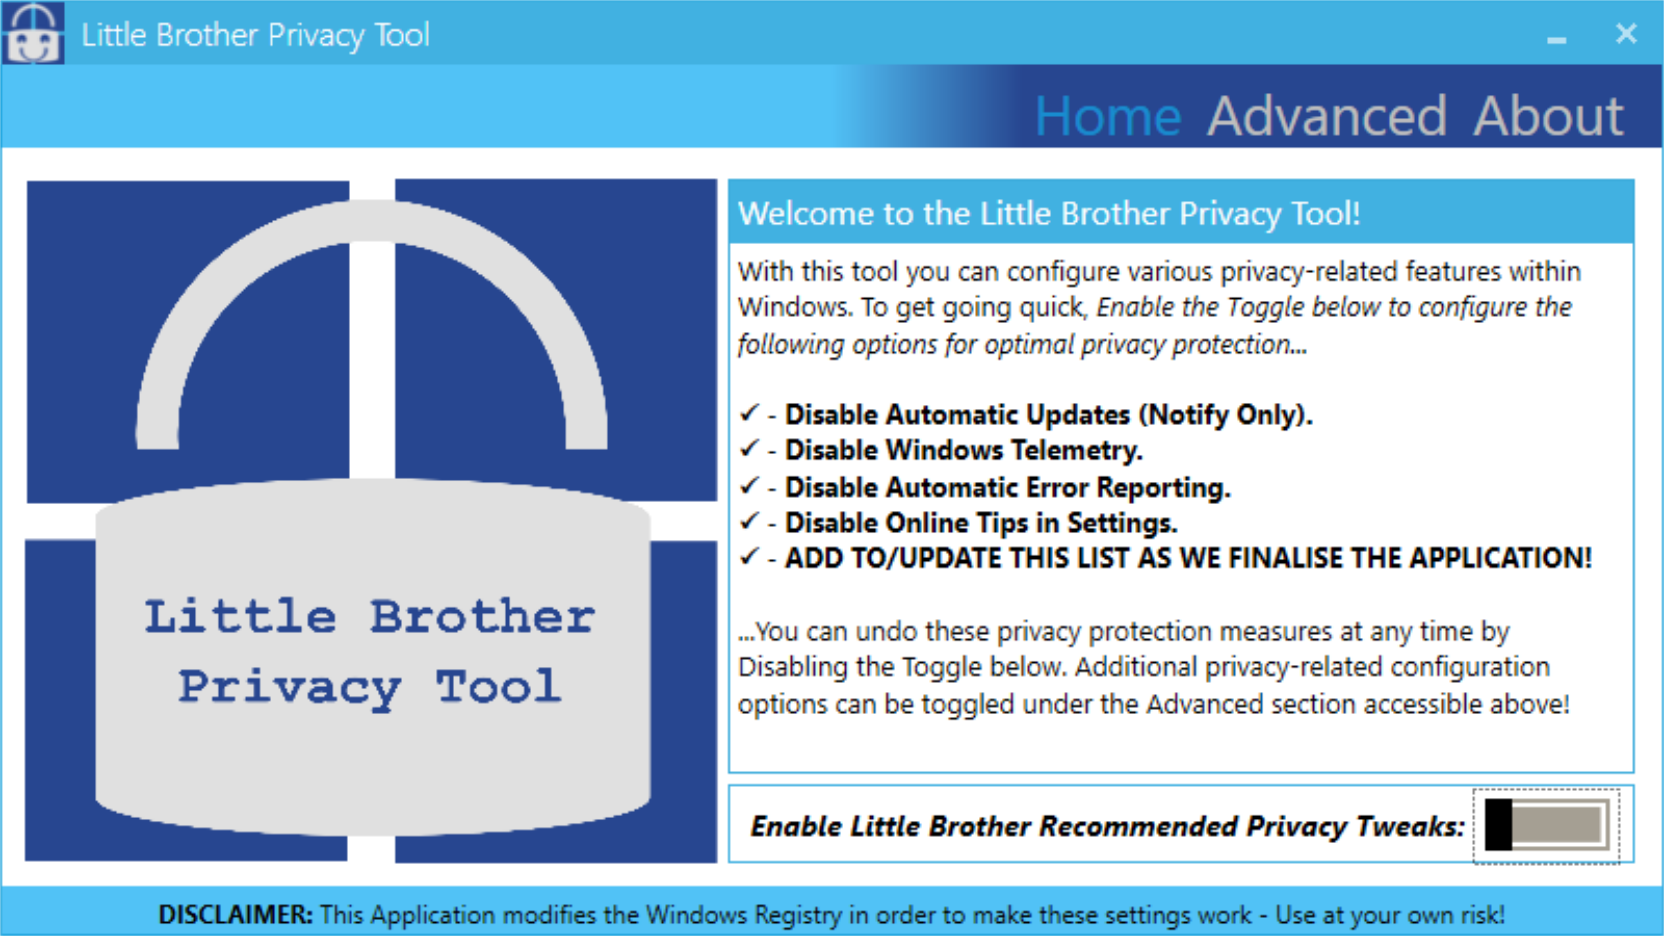 Little Brother Privacy Tool
Home Advanced About
Little Brother
Privacy Tool
Welcome to the Little Brother Privacy Tool!
With this tool you can configure various privacy-related features within
Windows. To get going quick, Enable the Toggle below to configure the
following options for optimal privacy protection...
✓ - Disable Automatic Updates (Notify Only).
✓ - Disable Windows Telemetry.
✓ - Disable Automatic Error Reporting.
✓ - Disable Online Tips in Settings.
✓ - ADD TO/UPDATE THIS LIST AS WE FINALISE THE APPLICATION!
...You can undo these privacy protection measures at any time by
Disabling the Toggle below. Additional privacy-related configuration
options can be toggled under the Advanced section accessible above!
Enable Little Brother Recommended Privacy Tweaks:
DISCLAIMER: This Application modifies the Windows Registry in order to make these settings work - Use at your own risk!